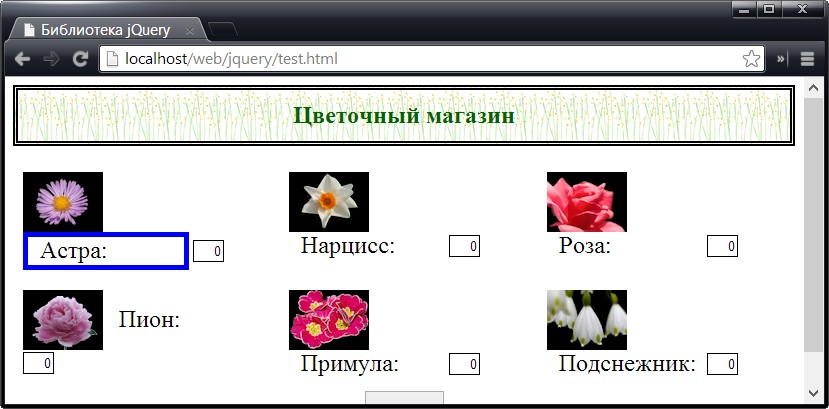 Библиотека jQuery
localhost/web/jquery/test.html
Цветочный магазин
Астра: 0
Нарцисс: 0
Роза: 0
Пион:
0
Примула: 0
Подснежник: 0